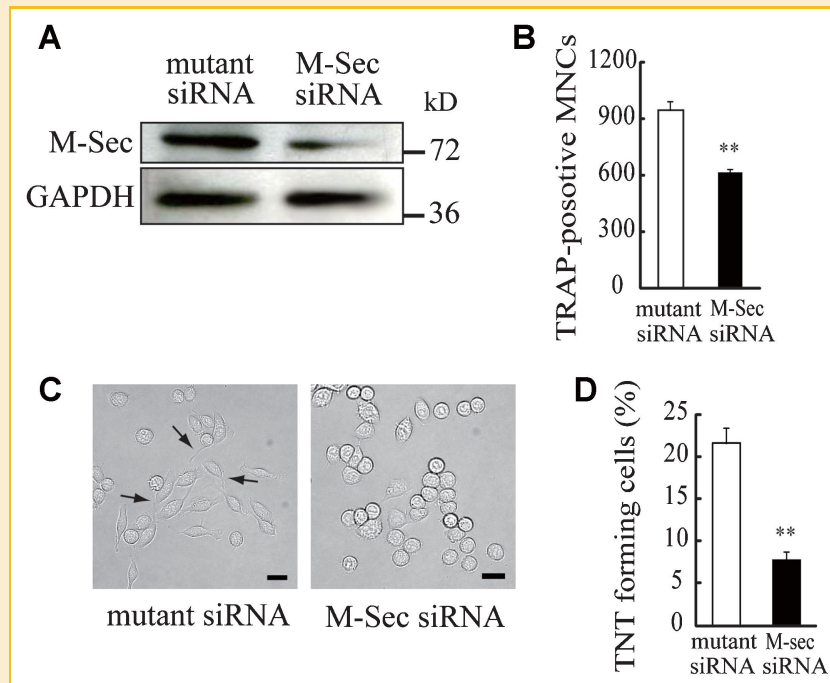 A
mutant siRNA
M-Sec siRNA
kD
M-Sec
72
GAPDH
36
B
TRAP-posotive MNCs
1200
900
600
300
0
**
mutant siRNA
M-Sec siRNA
C
mutant siRNA
M-Sec siRNA
D
TNT forming cells (%)
25
20
15
10
5
0
**
mutant siRNA
M-sec siRNA